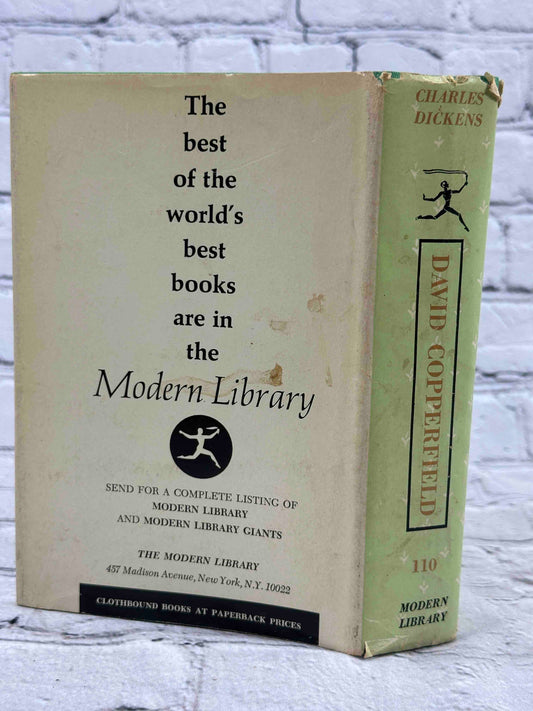 The
best
of the
world's
best
books
are in
the
Modern Library
SEND FOR A COMPLETE LISTING OF
MODERN LIBRARY
AND MODERN LIBRARY GIANTS
THE MODERN LIBRARY
457 Madison Avenue, New York, N.Y. 10022
CLOTHBOUND BOOKS AT PAPERBACK PRICES
CHARLES
DICKENS
DAVID COPPERFIELD
110
MODERN
LIBRARY